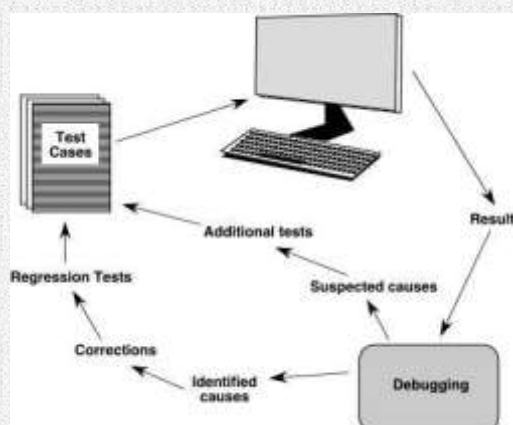 Test
Cases
Result
Additional tests
Regression Tests
Suspected causes
Corrections
Identified
causes
Debugging